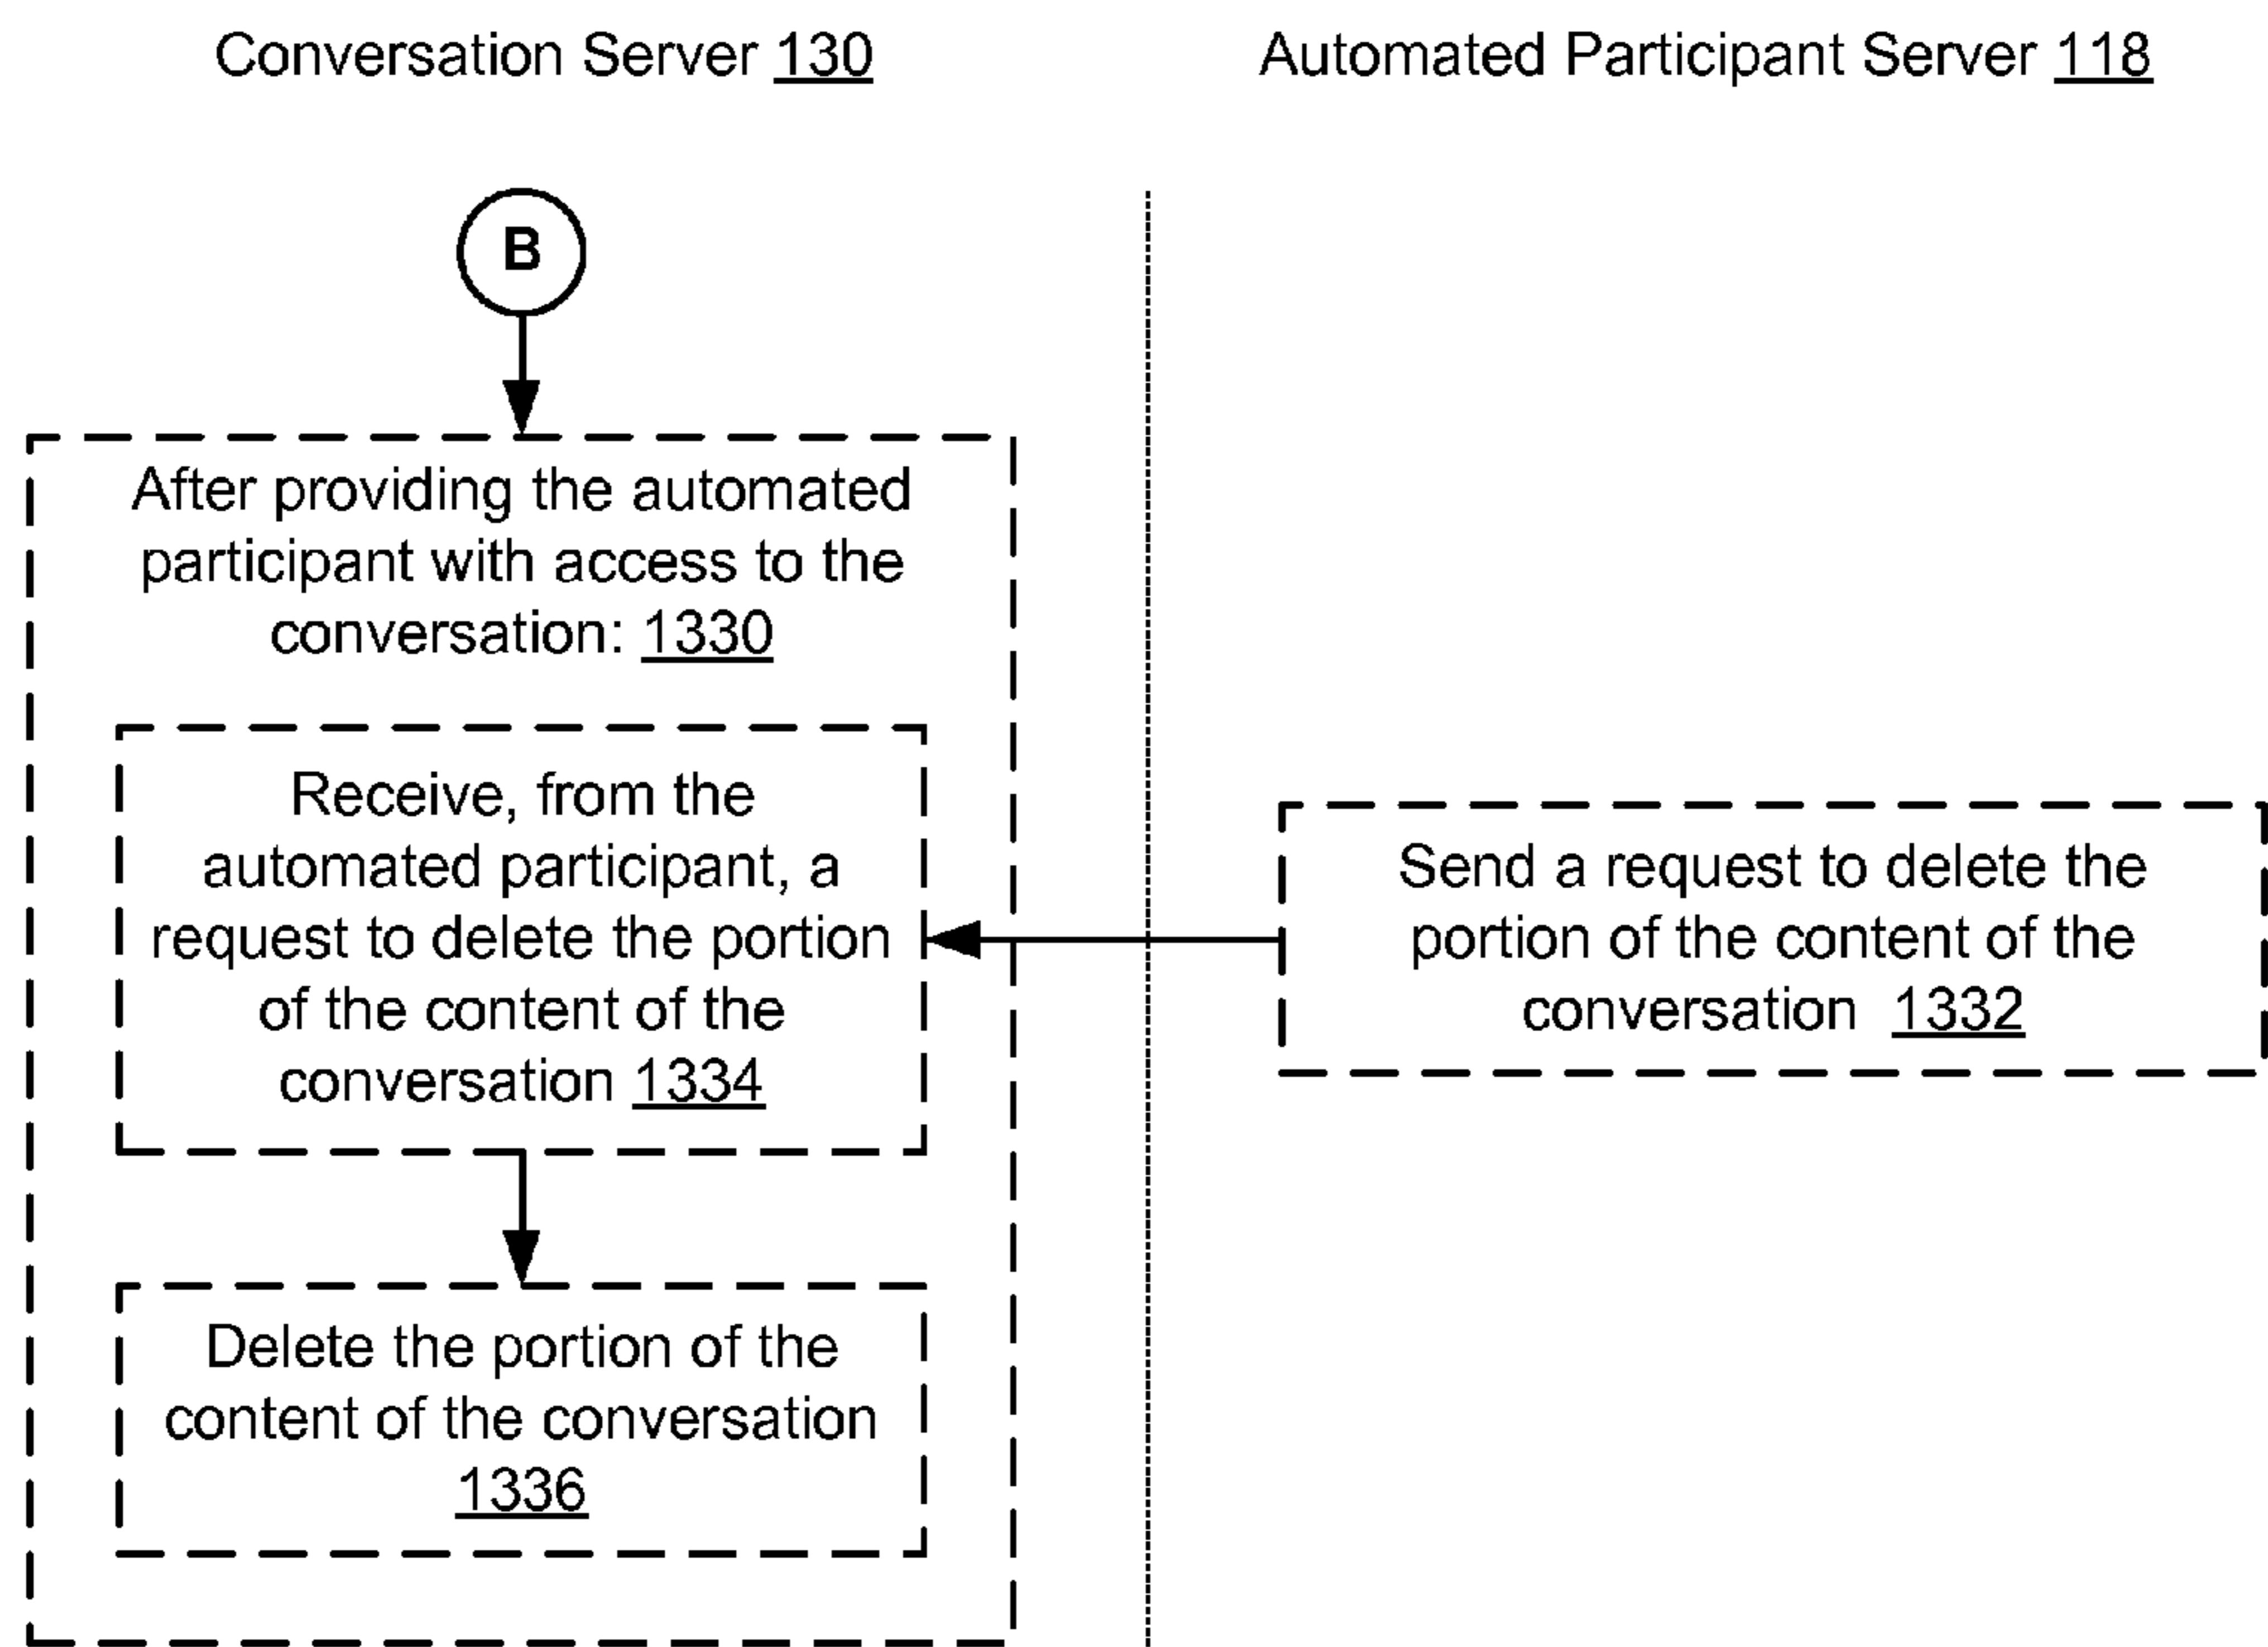 Conversation Server 130
Automated Participant Server 118
B
After providing the automated
participant with access to the
conversation: 1330
Receive, from the
automated participant, a
request to delete the portion
of the content of the
conversation 1334
Send a request to delete the
portion of the content of the
conversation 1332
Delete the portion of the
content of the conversation
1336